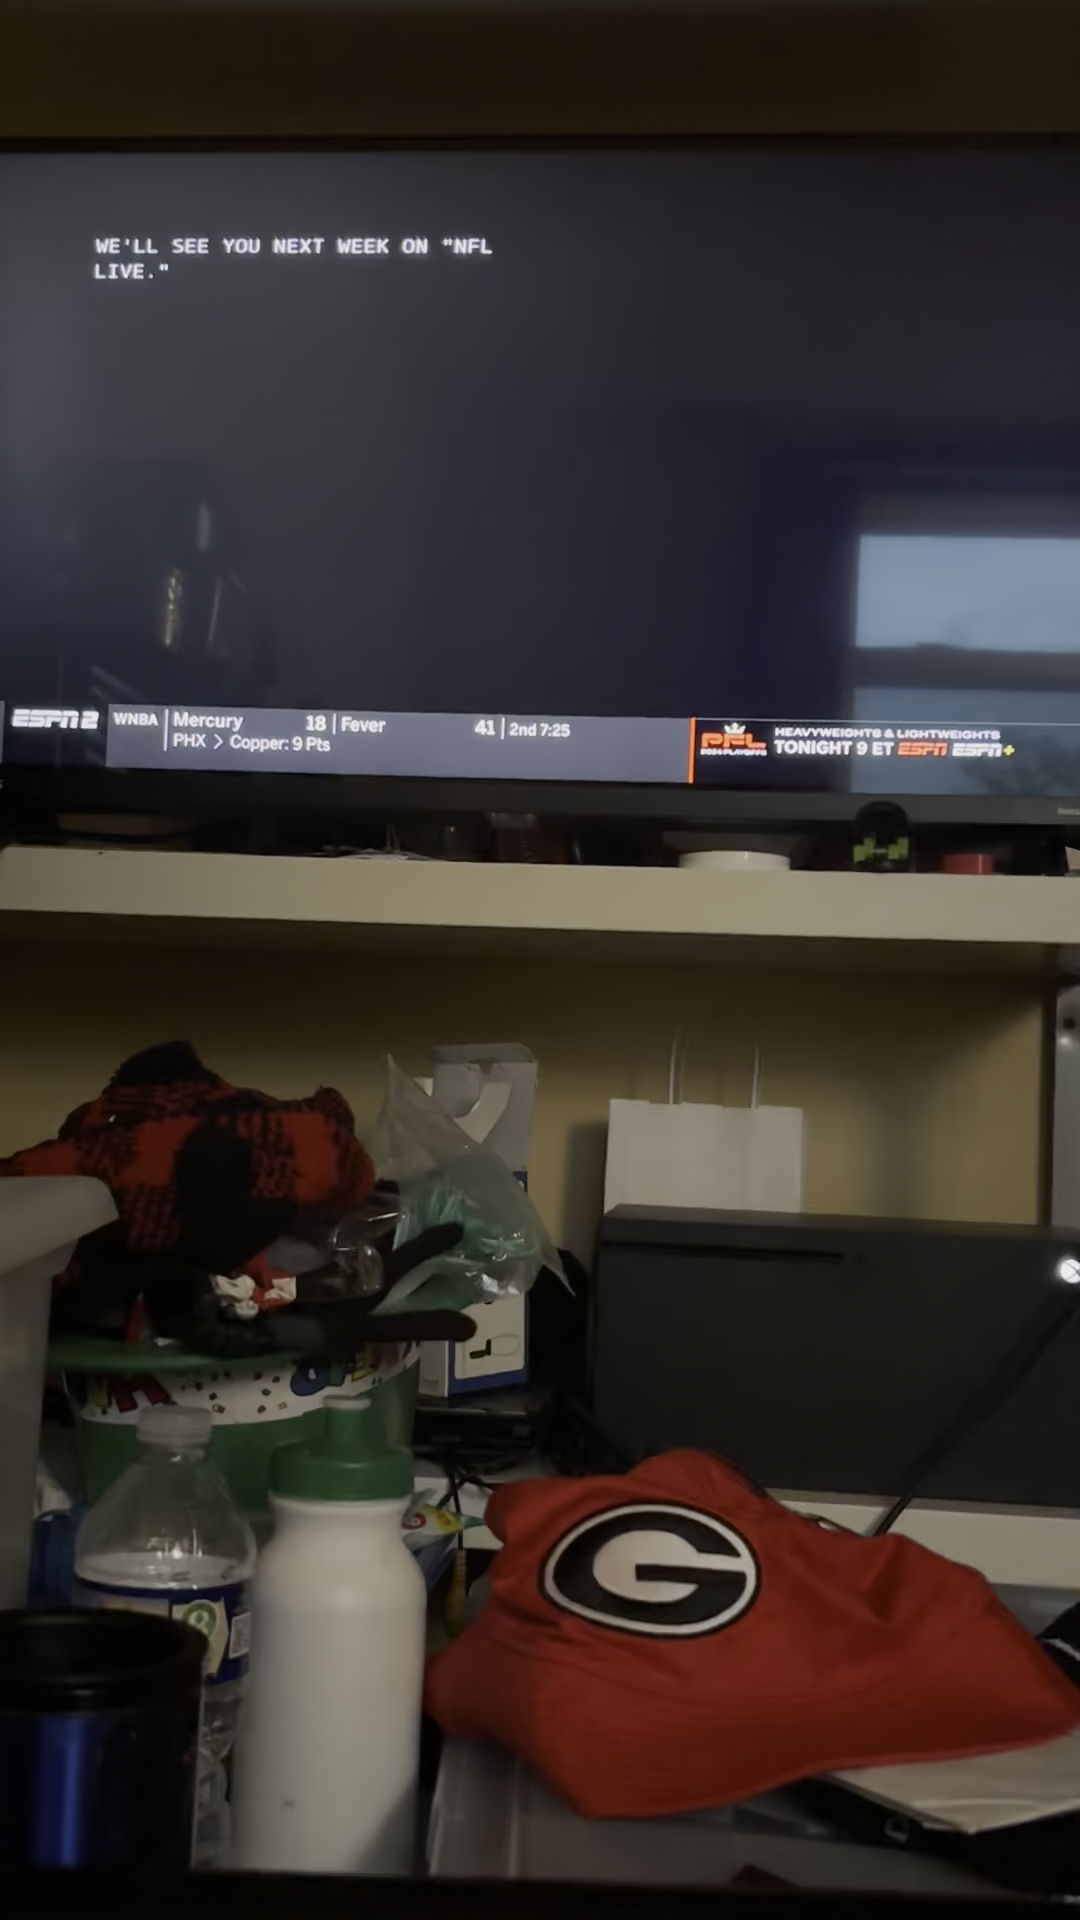 WE'LL SEE YOU NEXT WEEK ON "NFL
LIVE."
ESPN2
WNBA
Mercury 18
Fever 41
2nd 7:25
PHX > Copper: 9 Pts
PFL
HEAVYWEIGHTS & LIGHTWEIGHTS
TONIGHT 9 ET ESPN ESPN+
G